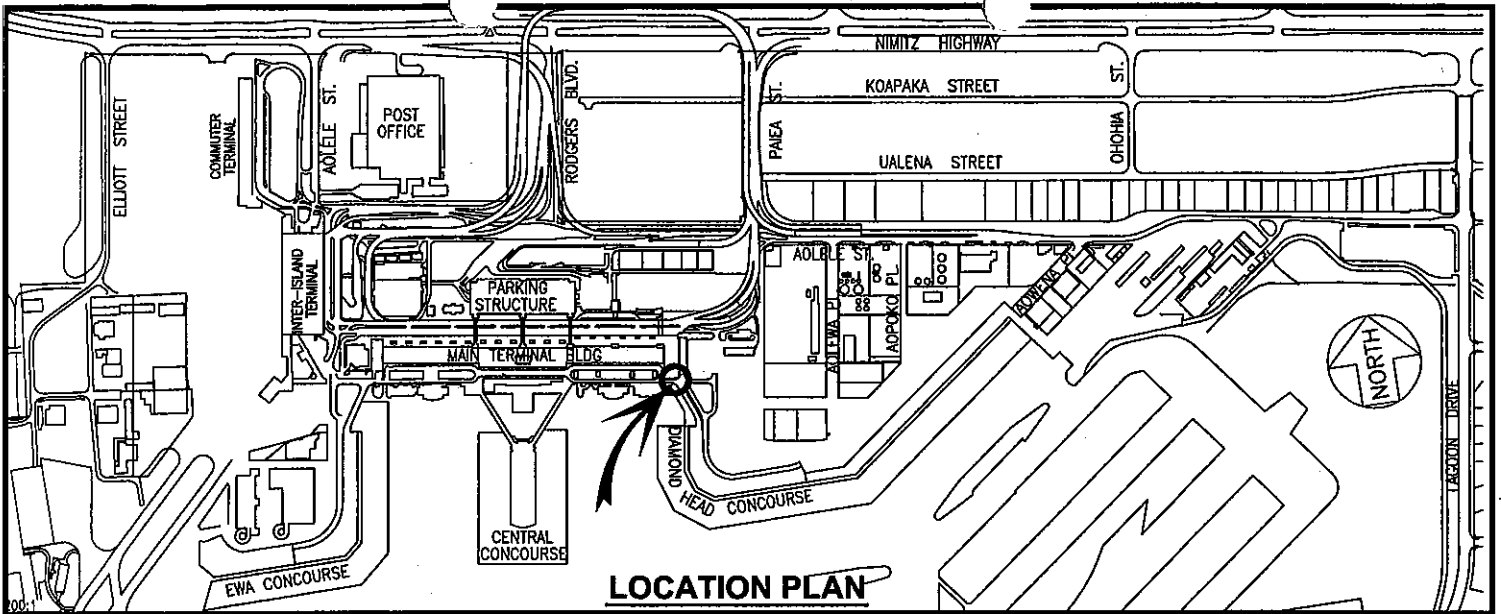 NIMITZ HIGHWAY
KOAPAKA STREET
UALENA STREET
ELLIOTT STREET
COMMUTER
TERMINAL
AOLELE ST.
POST
OFFICE
RODGERS BLVD.
PAIEA ST.
OHOHIA ST.
INTER-ISLAND
TERMINAL
PARKING
STRUCTURE
MAIN TERMINAL BLDG
AOLELE ST.
AOLEWA PL
AOPOKO PL.
AOWENA PL
NORTH
LAGOON DRIVE
DIAMOND
HEAD CONCOURSE
CENTRAL
CONCOURSE
EWA CONCOURSE
LOCATION PLAN